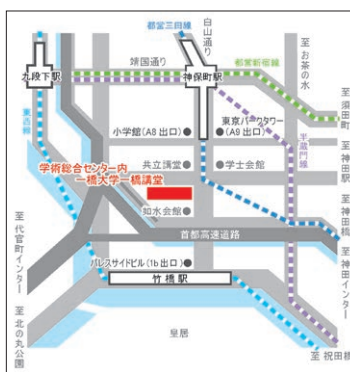 都営三田線
白山通り
都営新宿線
至お茶の水
九段下駅
靖国通り
神保町駅
至須田町
東西線
小学館(A8 出口)
東京パークタワー
(A9 出口)
半蔵門線
至神田駅
共立講堂
学士会館
学術総合センター内
一橋大学一橋講堂
至神田橋
如水会館
至代官町インター
首都高速道路
至神田インター
パレスサイドビル(1b 出口)
竹橋駅
至北の丸公園
皇居
至祝田橋